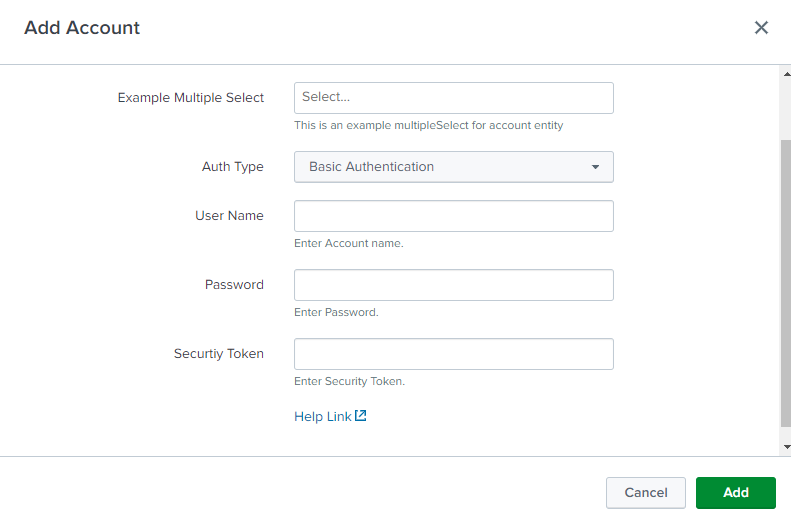 Add Account
Example Multiple Select
Select...
This is an example multipleSelect for account entity
Auth Type
Basic Authentication
User Name
Enter Account name.
Password
Enter Password.
Securtiy Token
Enter Security Token.
Help Link
Cancel
Add